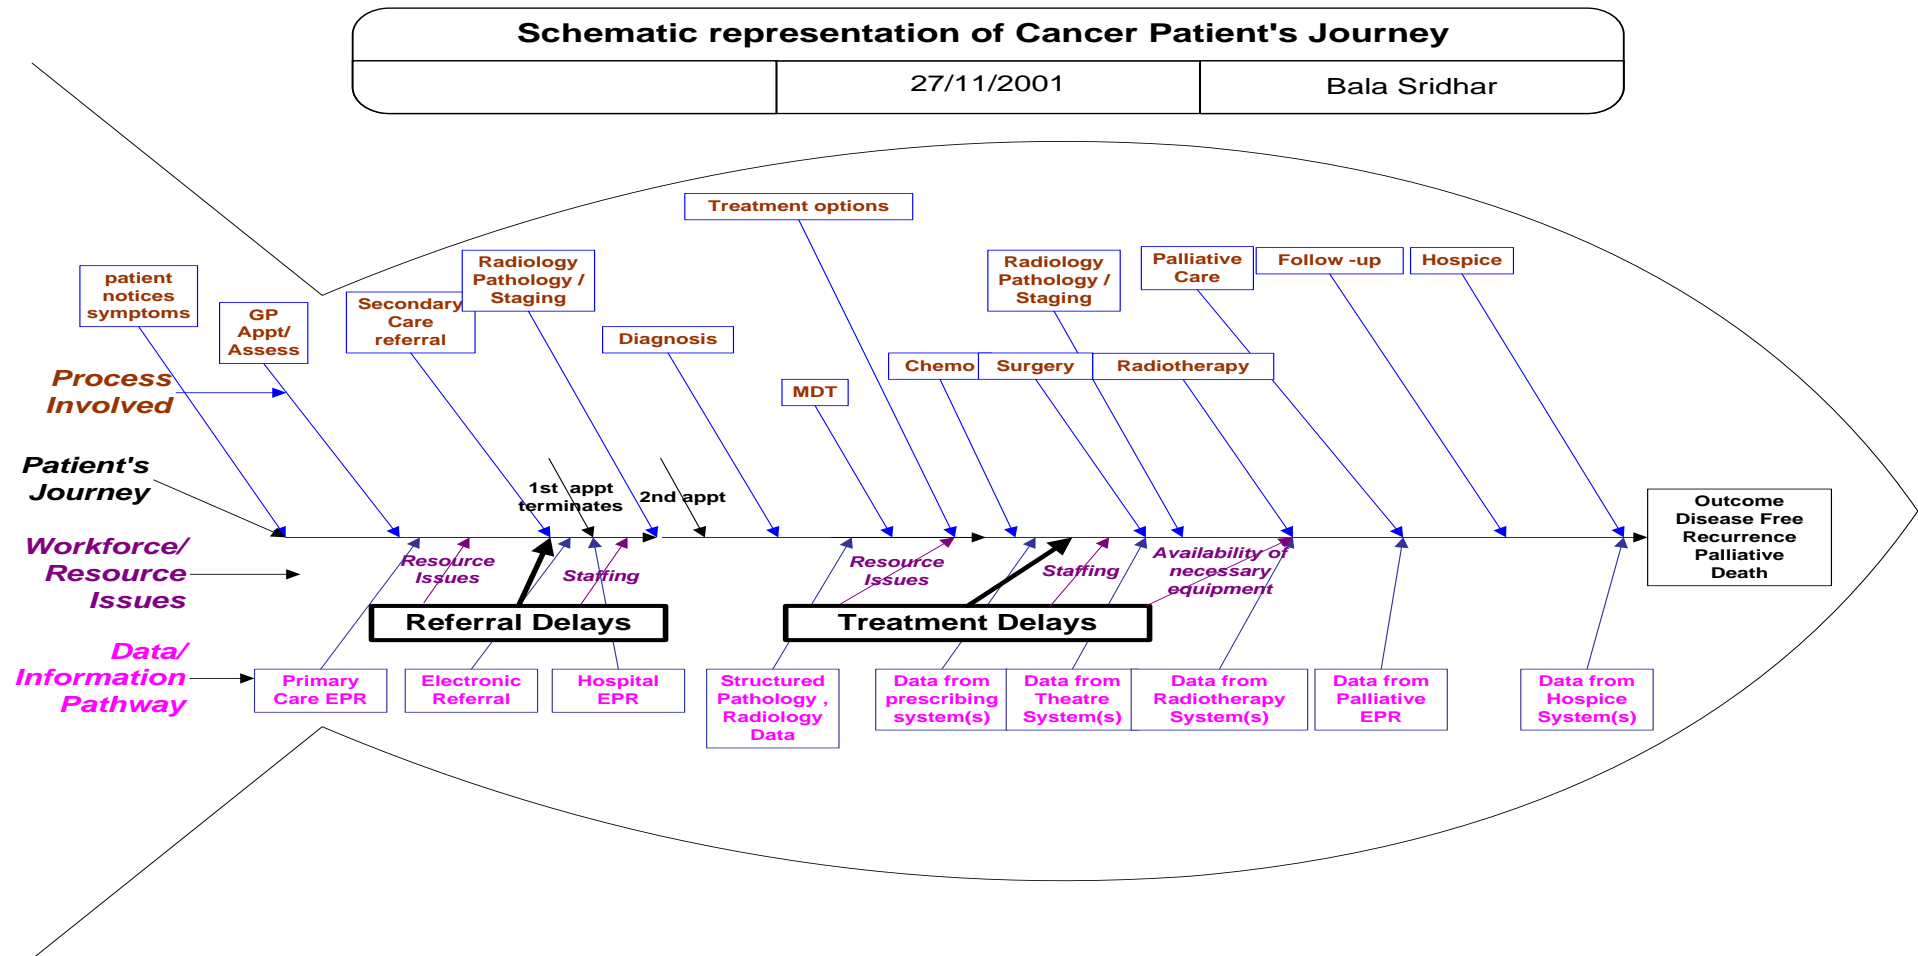 Schematic representation of Cancer Patient's Journey
27/11/2001
Bala Sridhar
Treatment options
patient
notices
symptoms
GP
Appt/
Assess
Secondary
Care
referral
Radiology
Pathology /
Staging
Diagnosis
MDT
Chemo
Surgery
Radiology
Pathology /
Staging
Radiotherapy
Palliative
Care
Follow -up
Hospice
Process
Involved
Patient's
Journey
1st appt
terminates
2nd appt
Outcome
Disease Free
Recurrence
Palliative
Death
Workforce/
Resource
Issues
Resource
Issues
Staffing
Resource
Issues
Staffing
Availability of
necessary
equipment
Referral Delays
Treatment Delays
Data/
Information
Pathway
Primary
Care EPR
Electronic
Referral
Hospital
EPR
Structured
Pathology ,
Radiology
Data
Data from
prescribing
system(s)
Data from
Theatre
System(s)
Data from
Radiotherapy
System(s)
Data from
Palliative
EPR
Data from
Hospice
System(s)